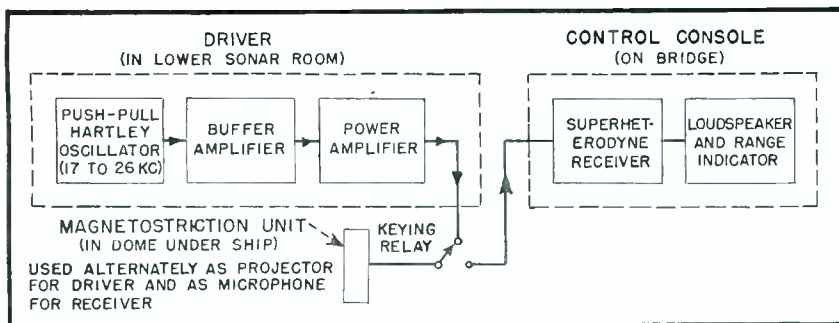 DRIVER
(IN LOWER SONAR ROOM)
PUSH-PULL
HARTLEY
OSCILLATOR
(17 TO 26 KC)
BUFFER
AMPLIFIER
POWER
AMPLIFIER
CONTROL CONSOLE
(ON BRIDGE)
SUPERHET-
ERODYNE
RECEIVER
LOUDSPEAKER
AND RANGE
INDICATOR
MAGNETOSTRICTION UNIT
(IN DOME UNDER SHIP)
USED ALTERNATELY AS PROJECTOR
FOR DRIVER AND AS MICROPHONE
FOR RECEIVER
KEYING
RELAY